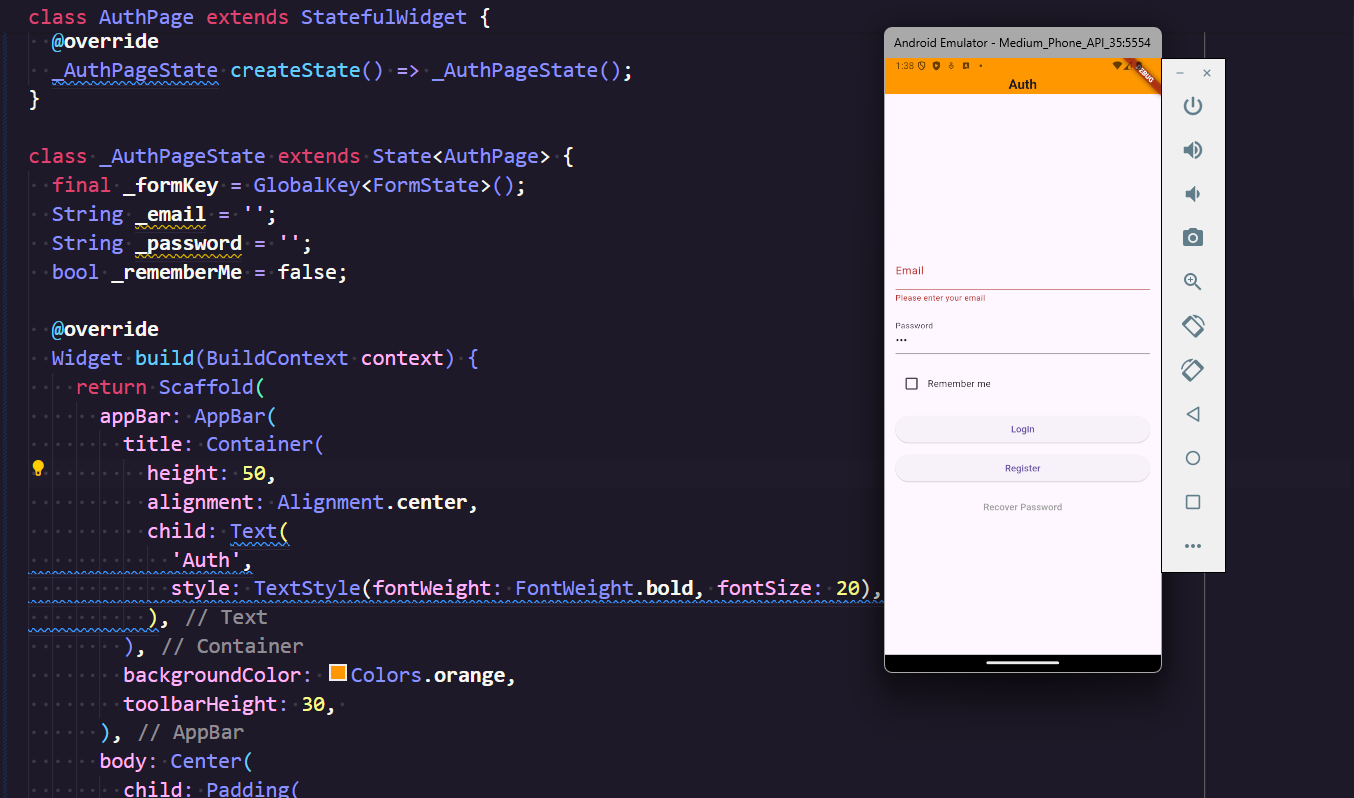 class AuthPage extends StatefulWidget {
  @override
  _AuthPageState createState() => _AuthPageState();
}

class _AuthPageState extends State<AuthPage> {
  final _formKey = GlobalKey<FormState>();
  String _email = '';
  String _password = '';
  bool _rememberMe = false;

  @override
  Widget build(BuildContext context) {
    return Scaffold(
      appBar: AppBar(
        title: Container(
          height: 50,
          alignment: Alignment.center,
          child: Text(
            'Auth',
            style: TextStyle(fontWeight: FontWeight.bold, fontSize: 20),
          ), // Text
        ), // Container
        backgroundColor: Colors.orange,
        toolbarHeight: 30,
      ), // AppBar
      body: Center(
        child: Padding(
Android Emulator - Medium_Phone_API_35:5554
1:38
DEBUG
Auth
Email
Please enter your email
Password
•••
Remember me
Login
Register
Recover Password